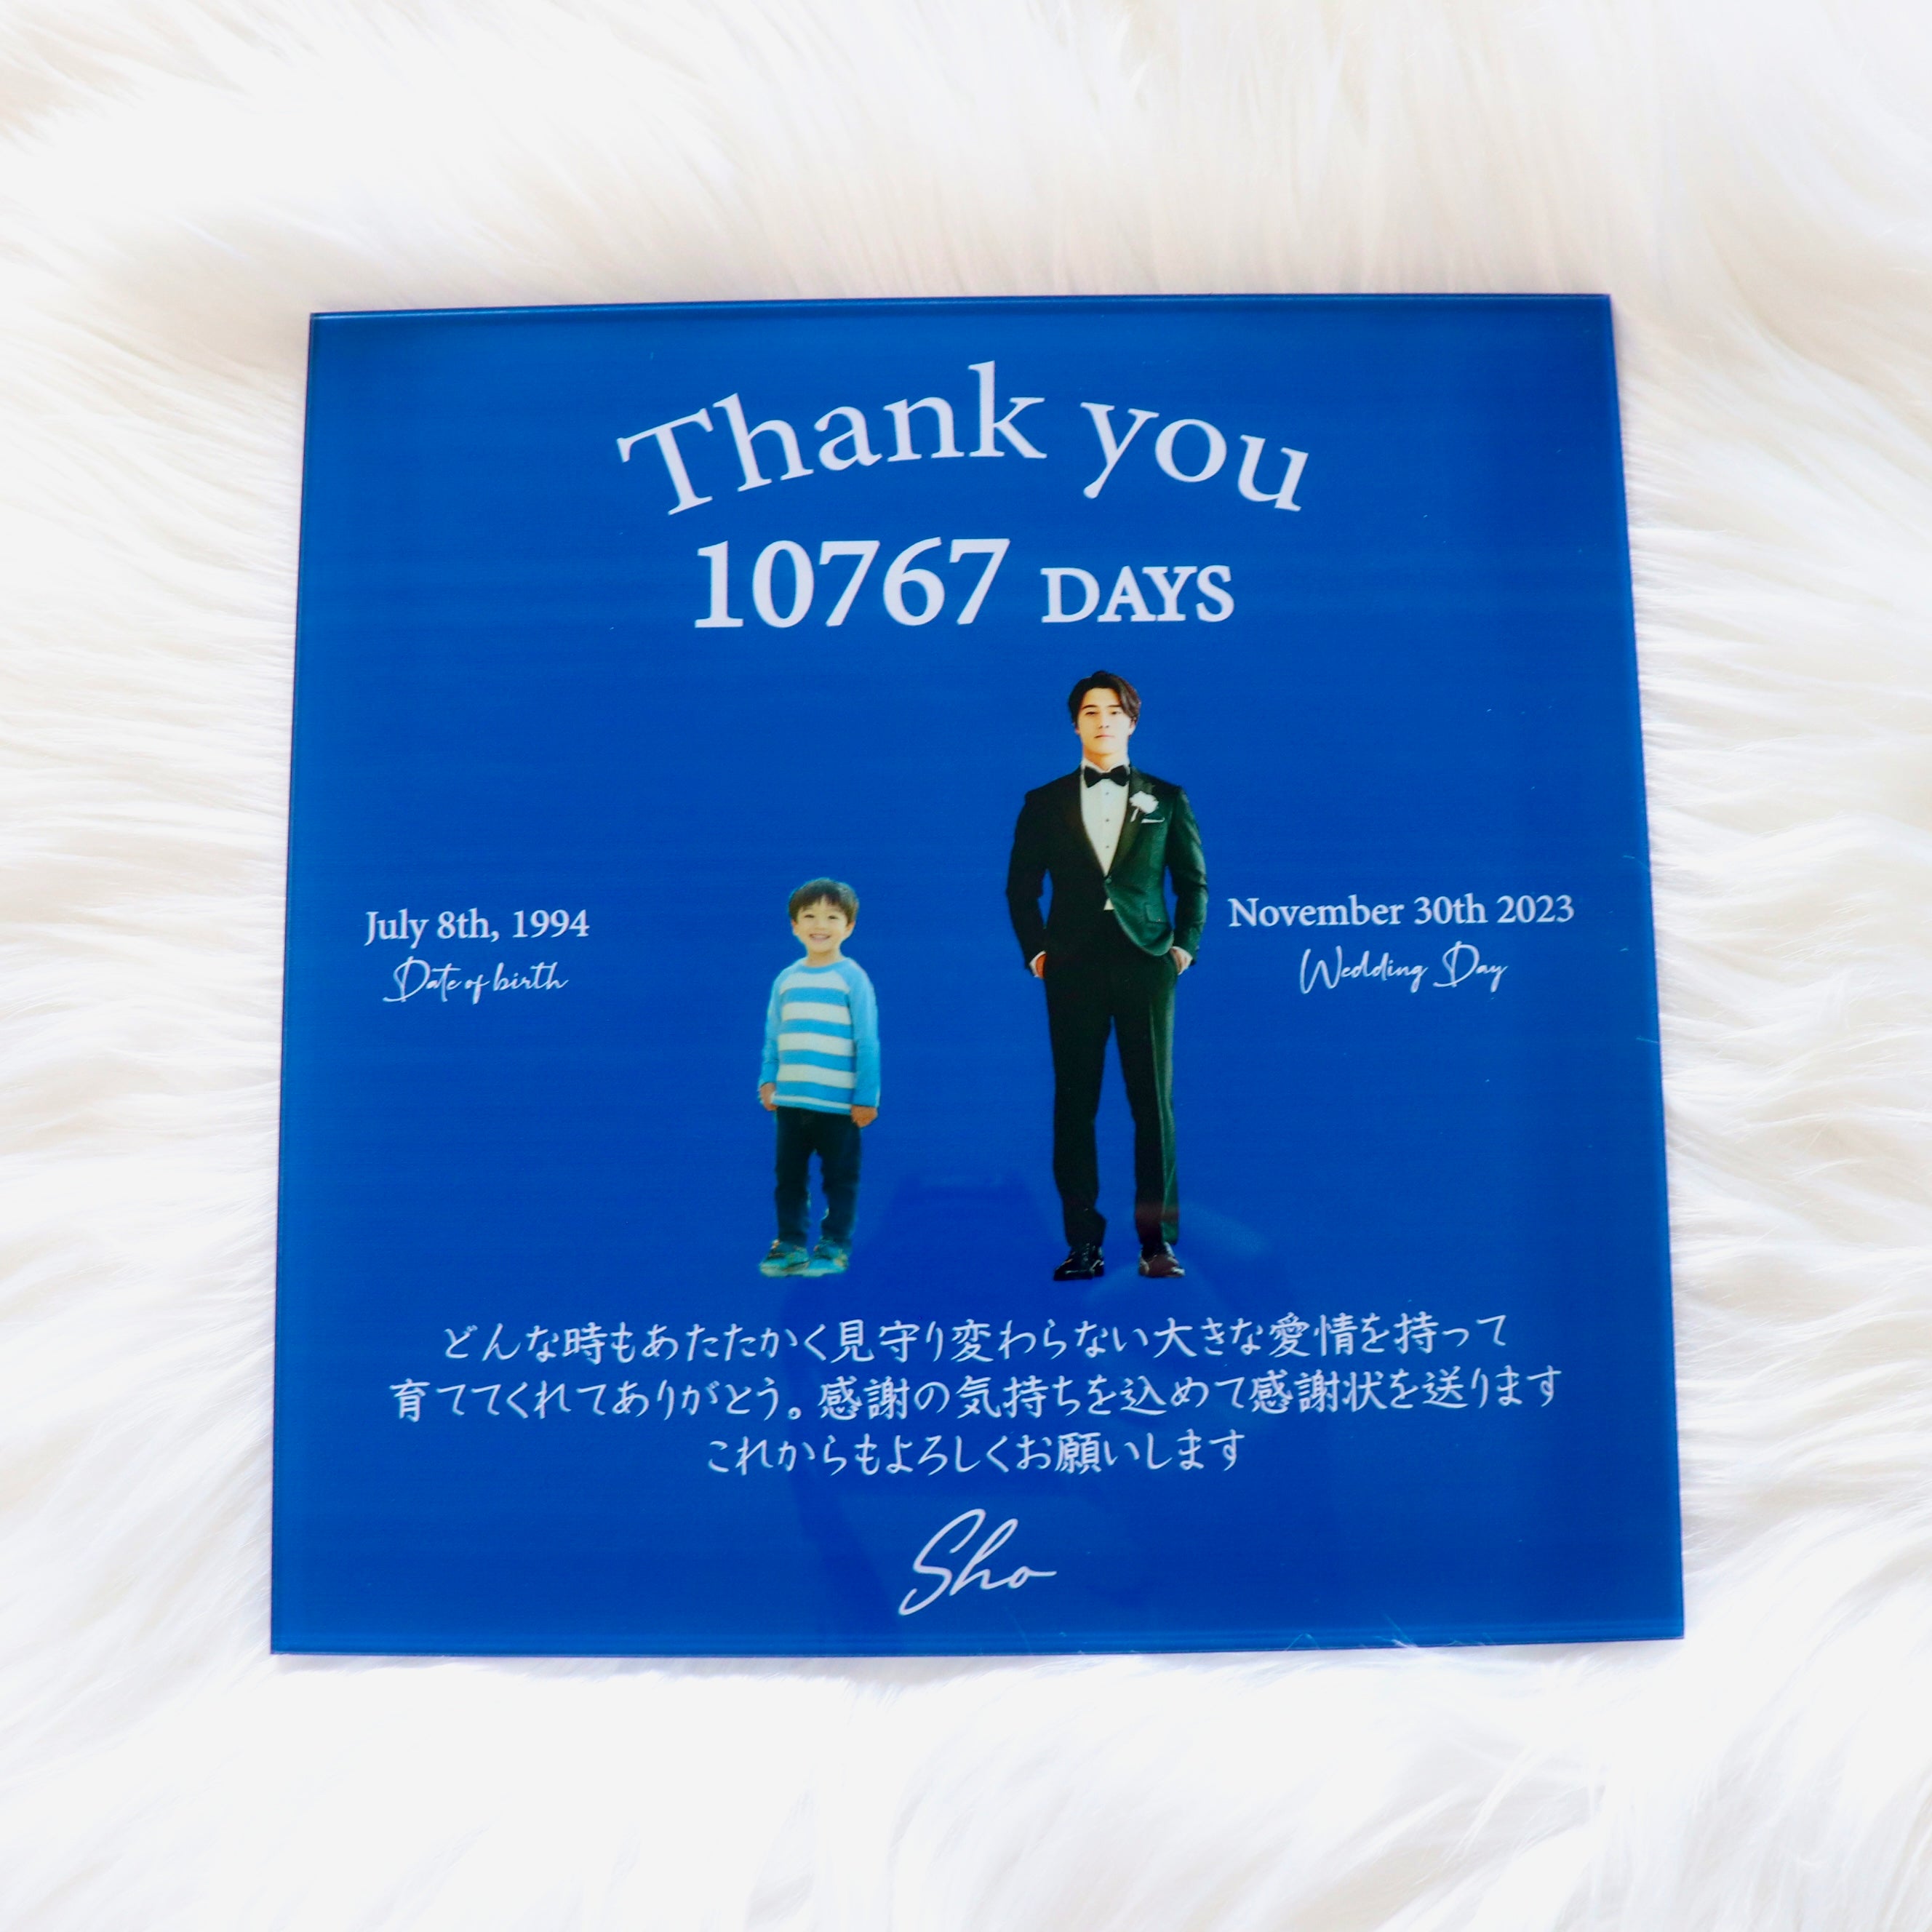 Thank you
10767 DAYS
July 8th, 1994
Date of birth
November 30th 2023
Wedding Day
どんな時もあたたかく見守り変わらない大きな愛情を持って
育ててくれてありがとう。感謝の気持ちを込めて感謝状を送ります
これからもよろしくお願いします
Sho